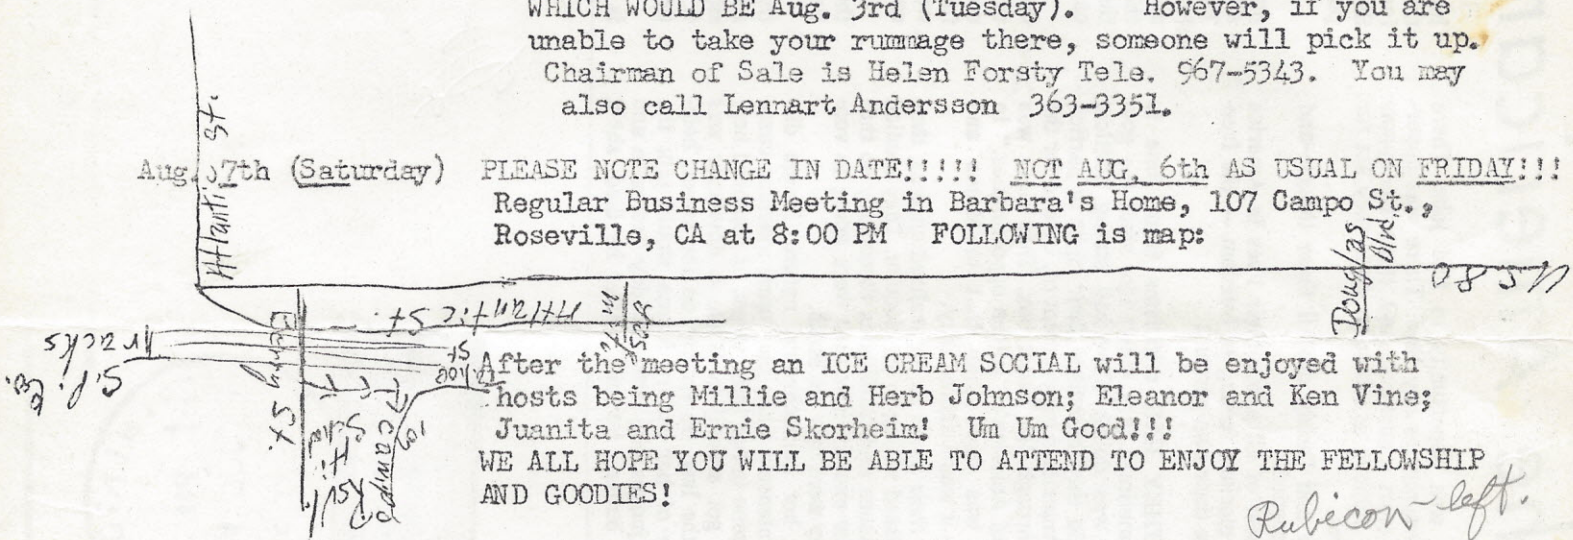 WHICH WOULD BE Aug. 3rd (Tuesday). However, if you are
unable to take your rummage there, someone will pick it up.
Chairman of Sale is Helen Forsty Tele. 967-5343. You may
also call Lennart Andersson 363-3351.
Aug. 7th (Saturday) PLEASE NOTE CHANGE IN DATE!!!!! NOT AUG. 6th AS USUAL ON FRIDAY!!!
Regular Business Meeting in Barbara's Home, 107 Campo St.,
Roseville, CA at 8:00 PM FOLLOWING is map:
Atlantic St.
Douglas
Blvd.
US 80
Atlantic St.
S.P. Co.
Tracks
St.
After the meeting an ICE CREAM SOCIAL will be enjoyed with
hosts being Millie and Herb Johnson; Eleanor and Ken Vine;
Juanita and Ernie Skorheim! Um Um Good!!!
WE ALL HOPE YOU WILL BE ABLE TO ATTEND TO ENJOY THE FELLOWSHIP
AND GOODIES!
107
Campo
Rubicon - left.